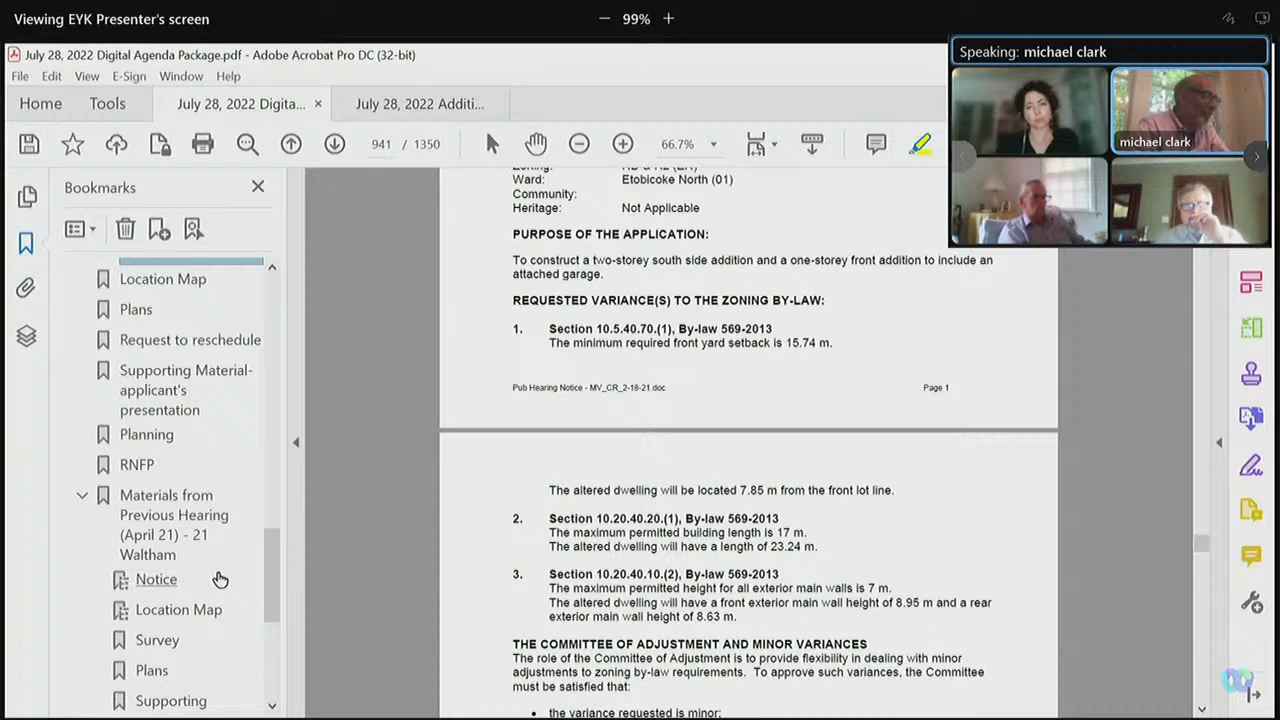 Viewing EYK Presenter's screen
99%
Speaking: michael clark
michael clark
July 28, 2022 Digital Agenda Package.pdf - Adobe Acrobat Pro DC (32-bit)
File Edit View E-Sign Window Help
Home Tools July 28, 2022 Digita... × July 28, 2022 Additi...
941 / 1350 66.7%
Bookmarks
Location Map
Plans
Request to reschedule
Supporting Material-
applicant's
presentation
Planning
RNFP
Materials from
Previous Hearing
(April 21) - 21
Waltham
Notice
Location Map
Survey
Plans
Supporting
Ward: Etobicoke North (01)
Community:
Heritage: Not Applicable
PURPOSE OF THE APPLICATION:
To construct a two-storey south side addition and a one-storey front addition to include an
attached garage.
REQUESTED VARIANCE(S) TO THE ZONING BY-LAW:
1. Section 10.5.40.70.(1), By-law 569-2013
The minimum required front yard setback is 15.74 m.
Pub Hearing Notice - MV_CR_2-18-21.doc Page 1
The altered dwelling will be located 7.85 m from the front lot line.
2. Section 10.20.40.20.(1), By-law 569-2013
The maximum permitted building length is 17 m.
The altered dwelling will have a length of 23.24 m.
3. Section 10.20.40.10.(2), By-law 569-2013
The maximum permitted height for all exterior main walls is 7 m.
The altered dwelling will have a front exterior main wall height of 8.95 m and a rear
exterior main wall height of 8.63 m.
THE COMMITTEE OF ADJUSTMENT AND MINOR VARIANCES
The role of the Committee of Adjustment is to provide flexibility in dealing with minor
adjustments to zoning by-law requirements. To approve such variances, the Committee
must be satisfied that:
• the variance requested is minor;